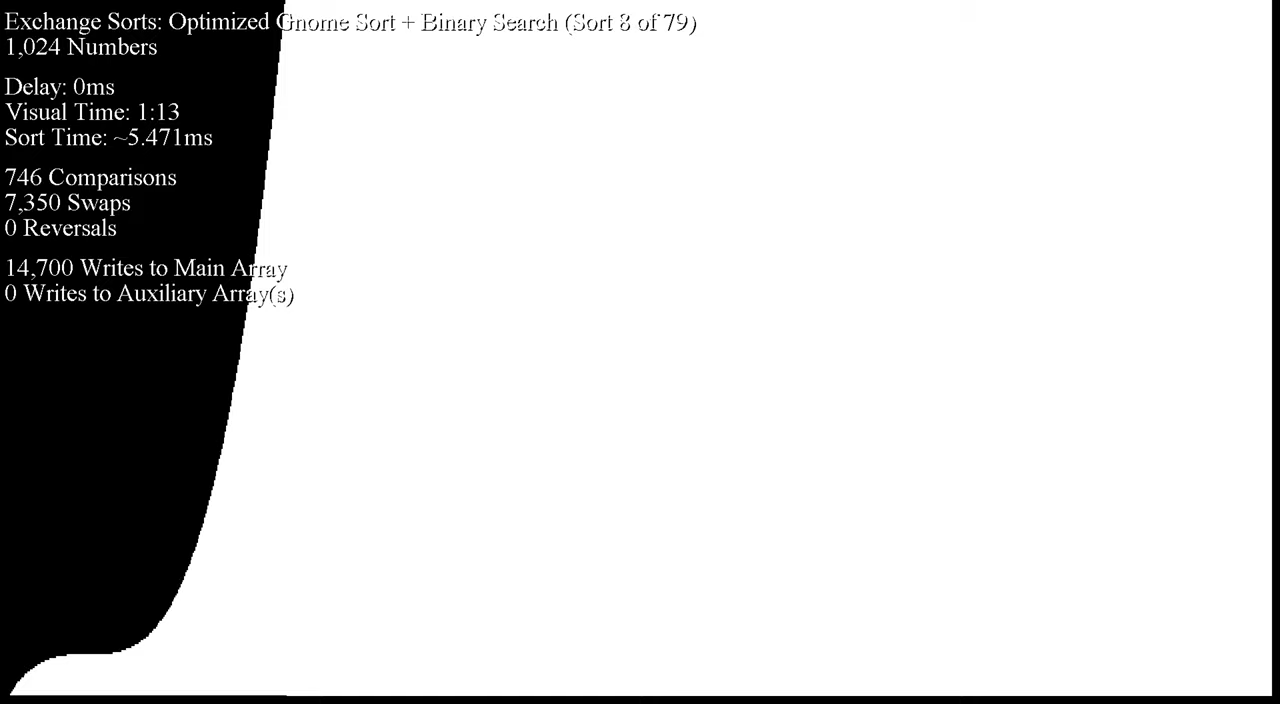 Exchange Sorts: Optimized Gnome Sort + Binary Search (Sort 8 of 79)
1,024 Numbers
Delay: 0ms
Visual Time: 1:13
Sort Time: ~5.471ms
746 Comparisons
7,350 Swaps
0 Reversals
14,700 Writes to Main Array
0 Writes to Auxiliary Array(s)